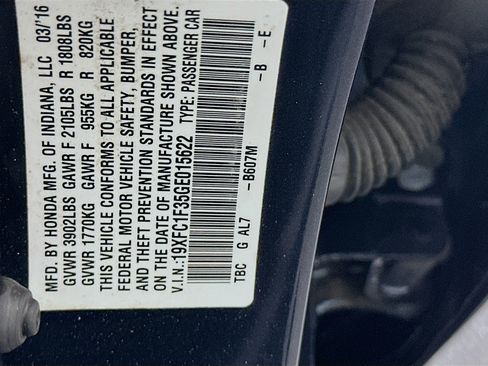 MFD. BY HONDA MFG. OF INDIANA, LLC 03/'16
GVWR 3902LBS GAWR F 2105LBS R 1808LBS
GVWR 1770KG GAWR F 955KG R 820KG
THIS VEHICLE CONFORMS TO ALL APPLICABLE
FEDERAL MOTOR VEHICLE SAFETY, BUMPER,
AND THEFT PREVENTION STANDARDS IN EFFECT
ON THE DATE OF MANUFACTURE SHOWN ABOVE.
V.I.N.:19XFC1F35GE015622 TYPE: PASSENGER CAR
- B607M - B - E
TBC G AL7